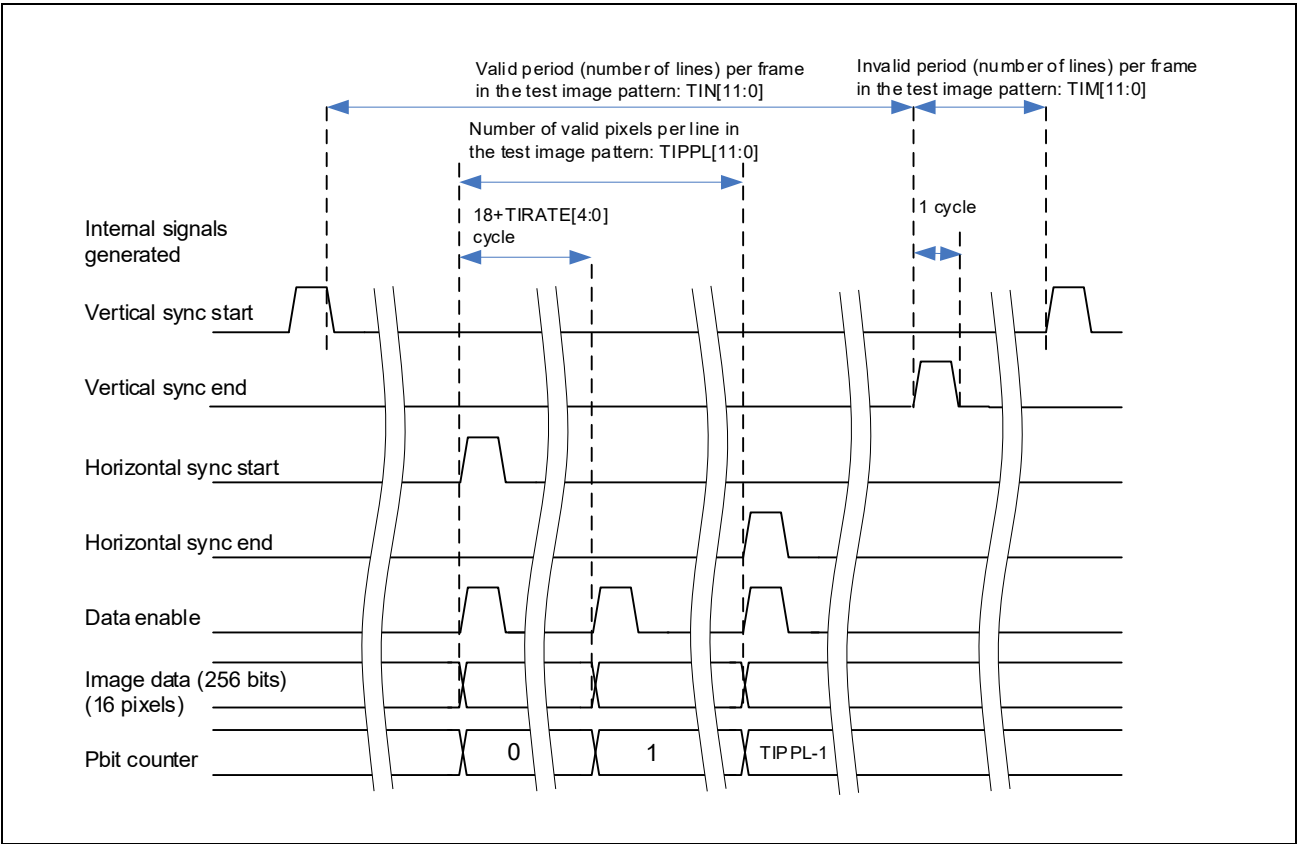 Valid period (number of lines) per frame
in the test image pattern: TIN[11:0]
Invalid period (number of lines) per frame
in the test image pattern: TIM[11:0]
Number of valid pixels per line in
the test image pattern: TIPPL[11:0]
18+TIRATE[4:0]
cycle
1 cycle
Internal signals
generated
Vertical sync start
Vertical sync end
Horizontal sync start
Horizontal sync end
Data enable
Image data (256 bits)
(16 pixels)
Pbit counter
0
1
TIPPL-1